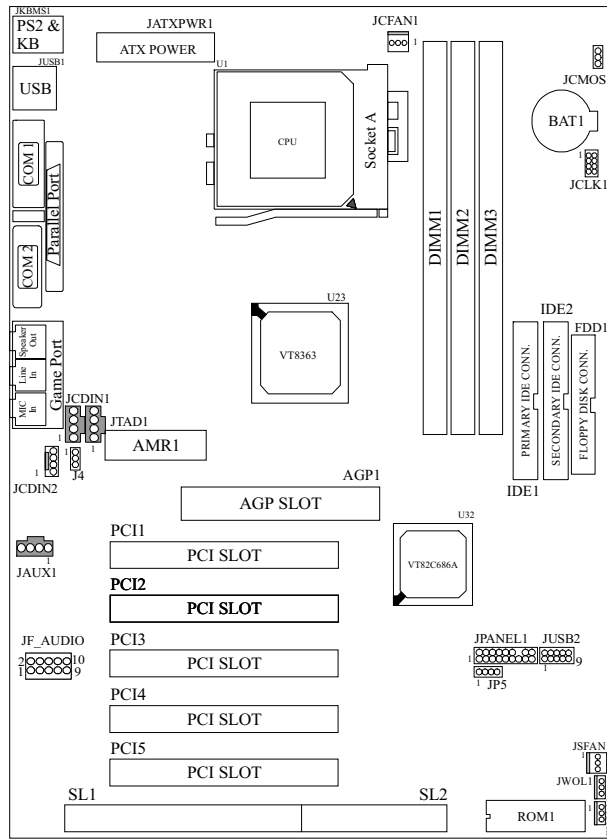 JKBMS1
PS2 &
KB
JATXPWR1
ATX POWER
JCFAN1
1
JCMOS
JUSB1
USB
U1
CPU
Socket A
BAT1
1
JCLK1
COM 1
Parallel Port
COM 2
DIMM1
DIMM2
DIMM3
U23
VT8363
IDE2
FDD1
PRIMARY IDE CONN.
SECONDARY IDE CONN.
FLOPPY DISK CONN.
IDE1
Speaker
Out
Line
In
MIC
In
Game Port
JCDIN1
JTAD1
1
1
AMR1
1
JCDIN2
1
J4
AGP1
AGP SLOT
U32
VT82C686A
PCI1
PCI SLOT
JAUX1
1
PCI2
PCI SLOT
JF_AUDIO
2
10
1
9
PCI3
PCI SLOT
JPANEL1
JUSB2
1
1
9
1
JP5
PCI4
PCI SLOT
PCI5
PCI SLOT
JSFAN
1
JWOL1
1
SL1
SL2
ROM1
1